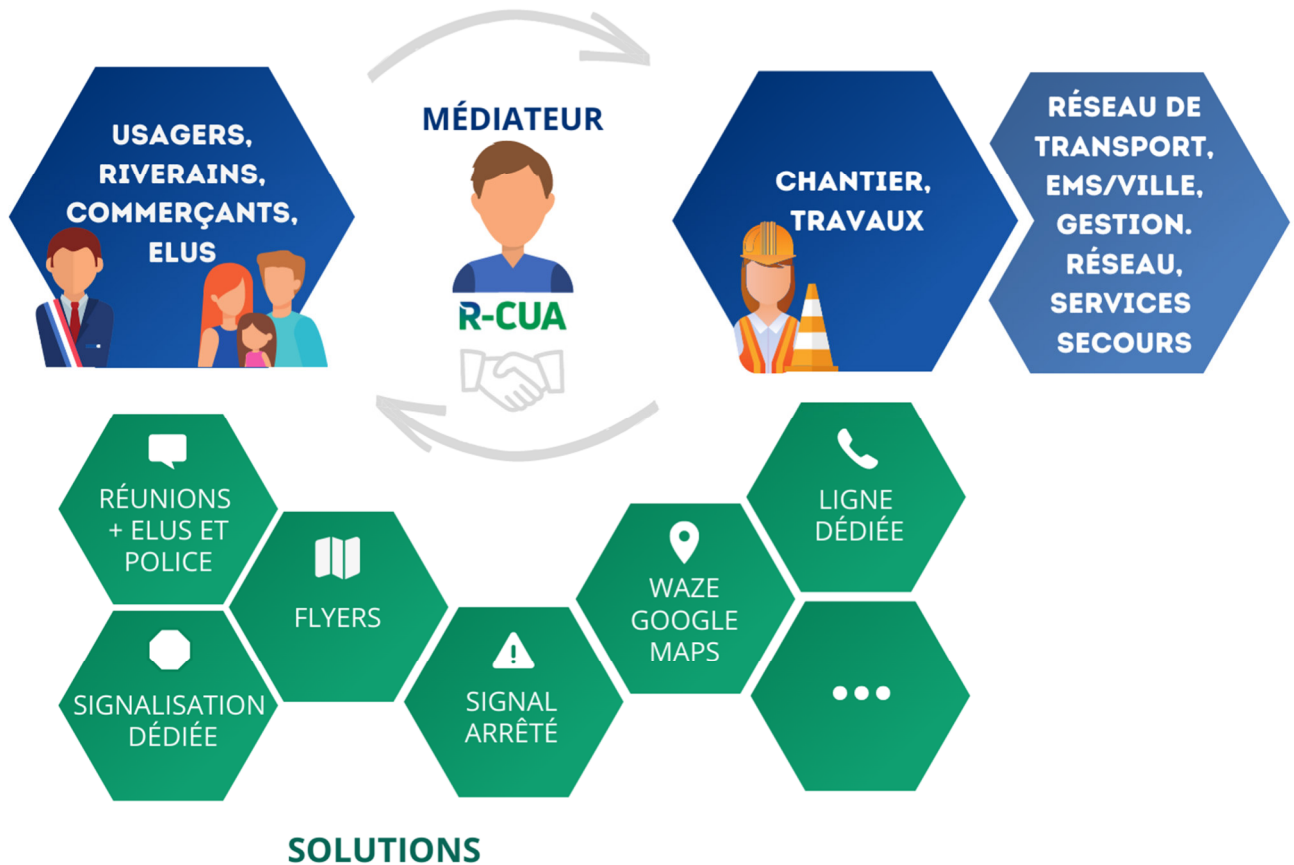 USAGERS,
RIVERAINS,
COMMERÇANTS,
ELUS
MÉDIATEUR
R-CUA
CHANTIER,
TRAVAUX
RÉSEAU DE
TRANSPORT,
EMS/VILLE,
GESTION.
RÉSEAU,
SERVICES
SECOURS
RÉUNIONS
+ ELUS ET
POLICE
SIGNALISATION
DÉDIÉE
FLYERS
SIGNAL
ARRÊTÉ
WAZE
GOOGLE
MAPS
LIGNE
DÉDIÉE
SOLUTIONS